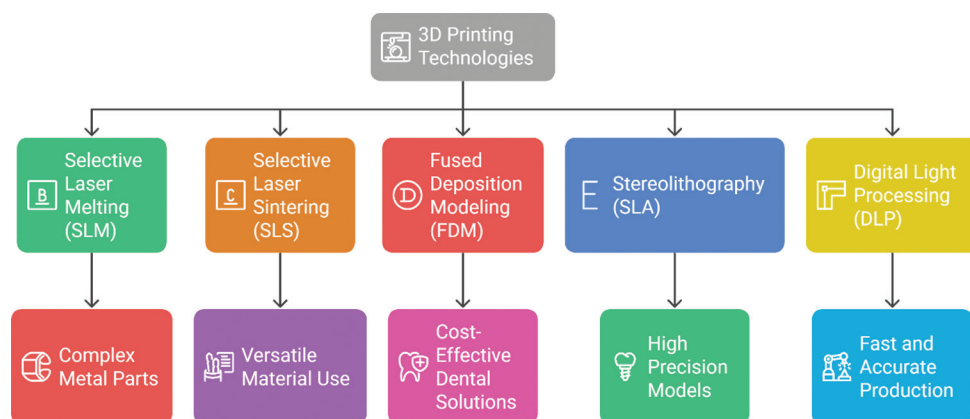 3D Printing
Technologies
Selective
Laser
Melting
(SLM)
B
Selective
Laser
Sintering
(SLS)
C
Fused
Deposition
Modeling
(FDM)
D
Stereolithography
(SLA)
E
Digital Light
Processing
(DLP)
Complex
Metal Parts
Versatile
Material Use
Cost-
Effective
Dental
Solutions
High
Precision
Models
Fast and
Accurate
Production